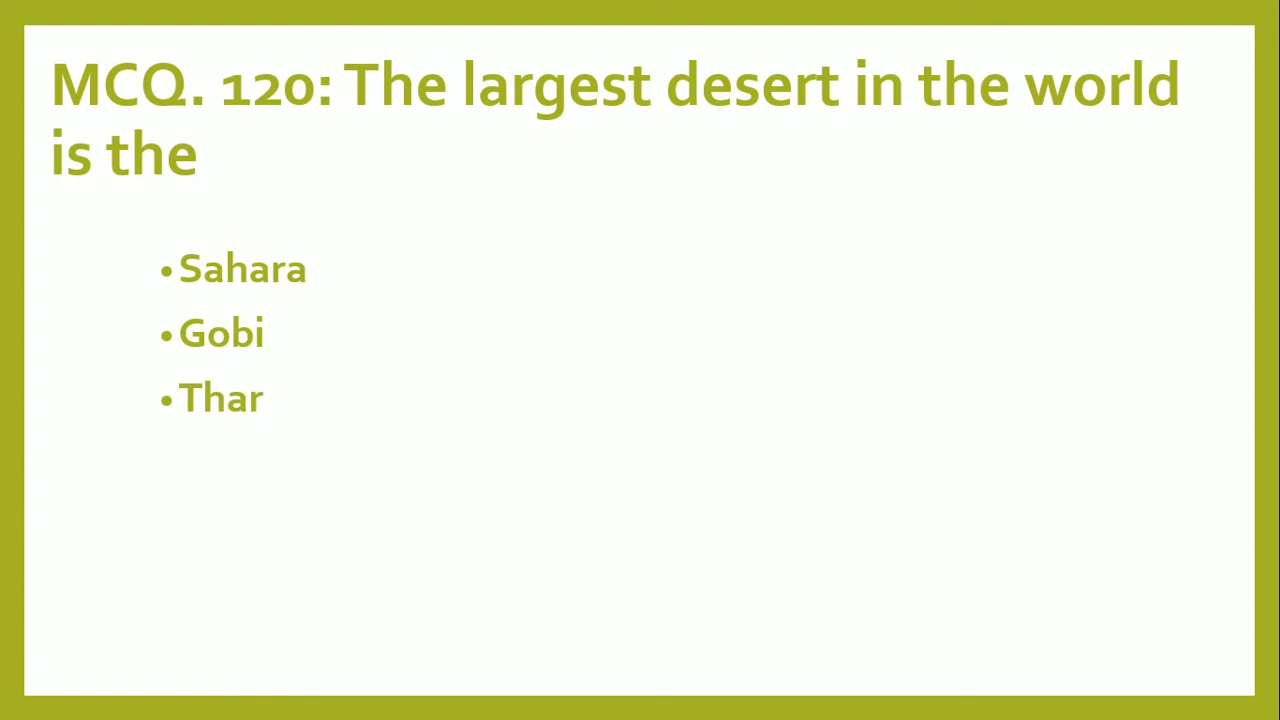 MCQ. 120: The largest desert in the world
is the
• Sahara
• Gobi
• Thar